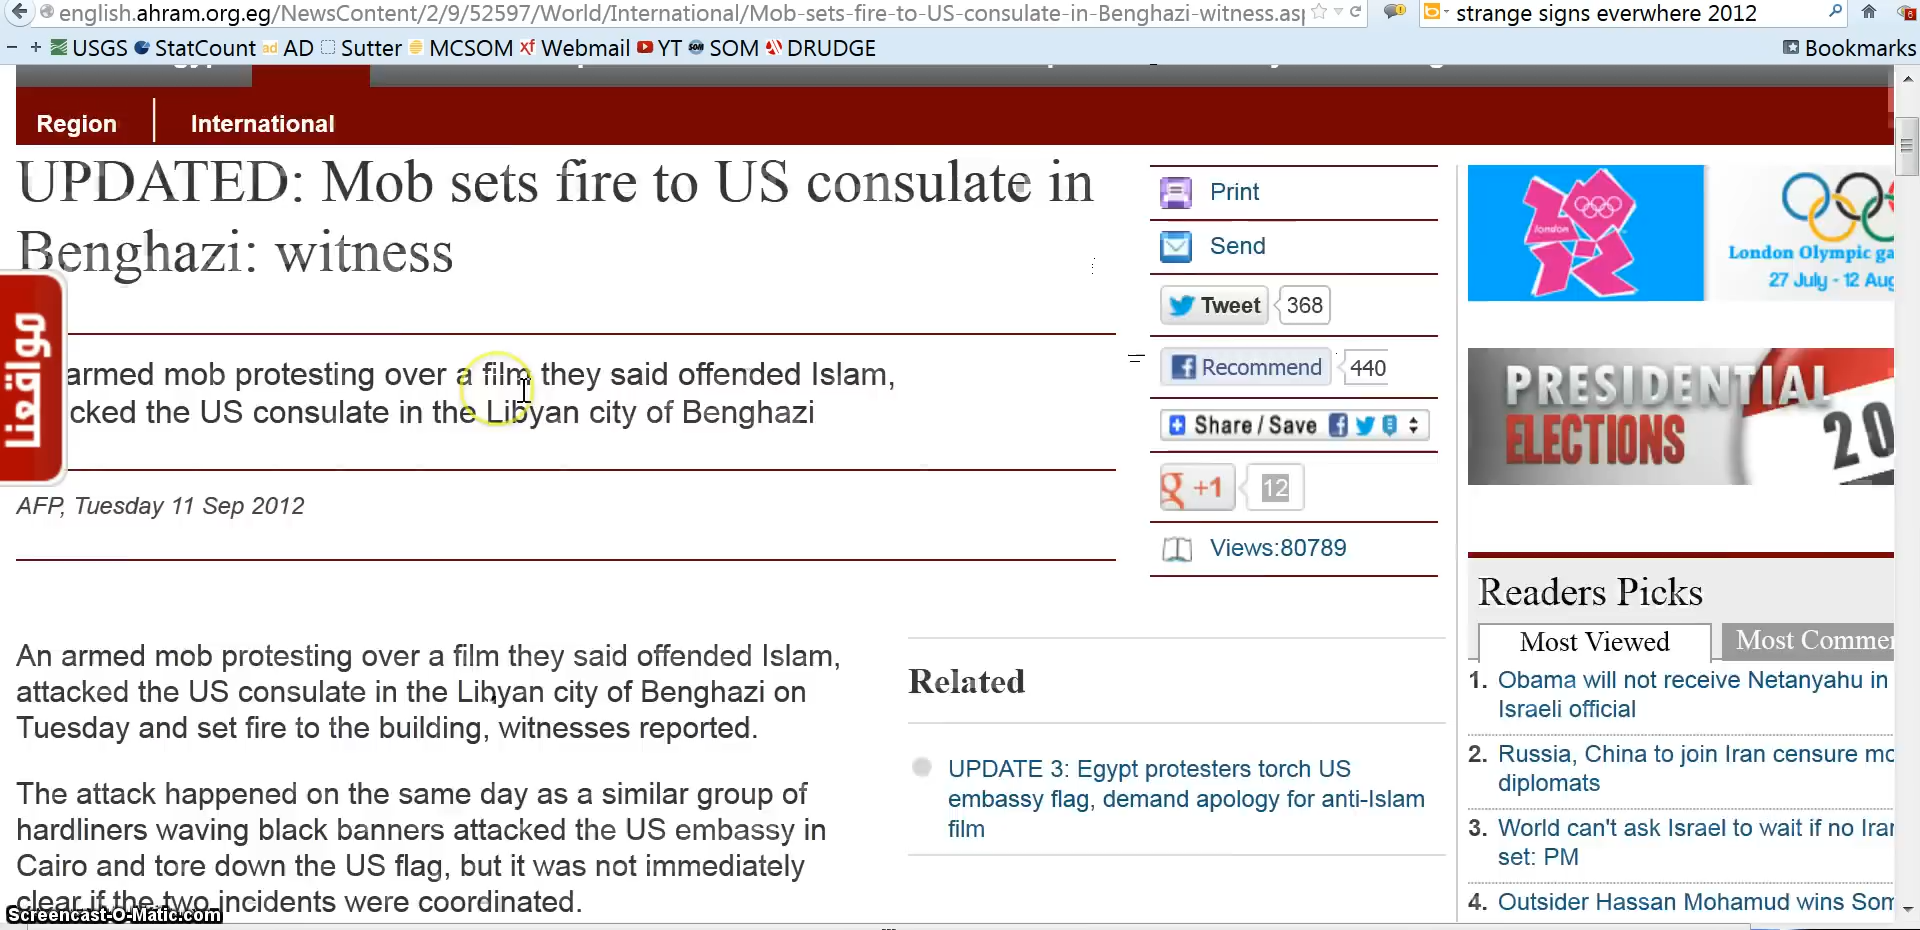 english.ahram.org.eg/NewsContent/2/9/52597/World/International/Mob-sets-fire-to-US-consulate-in-Benghazi-witness.asp
strange signs everwhere 2012
USGS StatCount ad AD Sutter MCSOM Webmail YT SOM DRUDGE
Bookmarks
Region International
UPDATED: Mob sets fire to US consulate in
Benghazi: witness
مواقعنا
armed mob protesting over a film they said offended Islam,
cked the US consulate in the Libyan city of Benghazi
AFP, Tuesday 11 Sep 2012
An armed mob protesting over a film they said offended Islam,
attacked the US consulate in the Libyan city of Benghazi on
Tuesday and set fire to the building, witnesses reported.
The attack happened on the same day as a similar group of
hardliners waving black banners attacked the US embassy in
Cairo and tore down the US flag, but it was not immediately
clear if the two incidents were coordinated.
Screencast-O-Matic.com
Print
Send
Tweet 368
Recommend 440
Share / Save
g +1 12
Views:80789
Related
UPDATE 3: Egypt protesters torch US
embassy flag, demand apology for anti-Islam
film
london
London Olympic ga
27 July - 12 Aug
PRESIDENTIAL
ELECTIONS
20
Readers Picks
Most Viewed Most Comme
1. Obama will not receive Netanyahu in
Israeli official
2. Russia, China to join Iran censure mo
diplomats
3. World can't ask Israel to wait if no Iran
set: PM
4. Outsider Hassan Mohamud wins Som